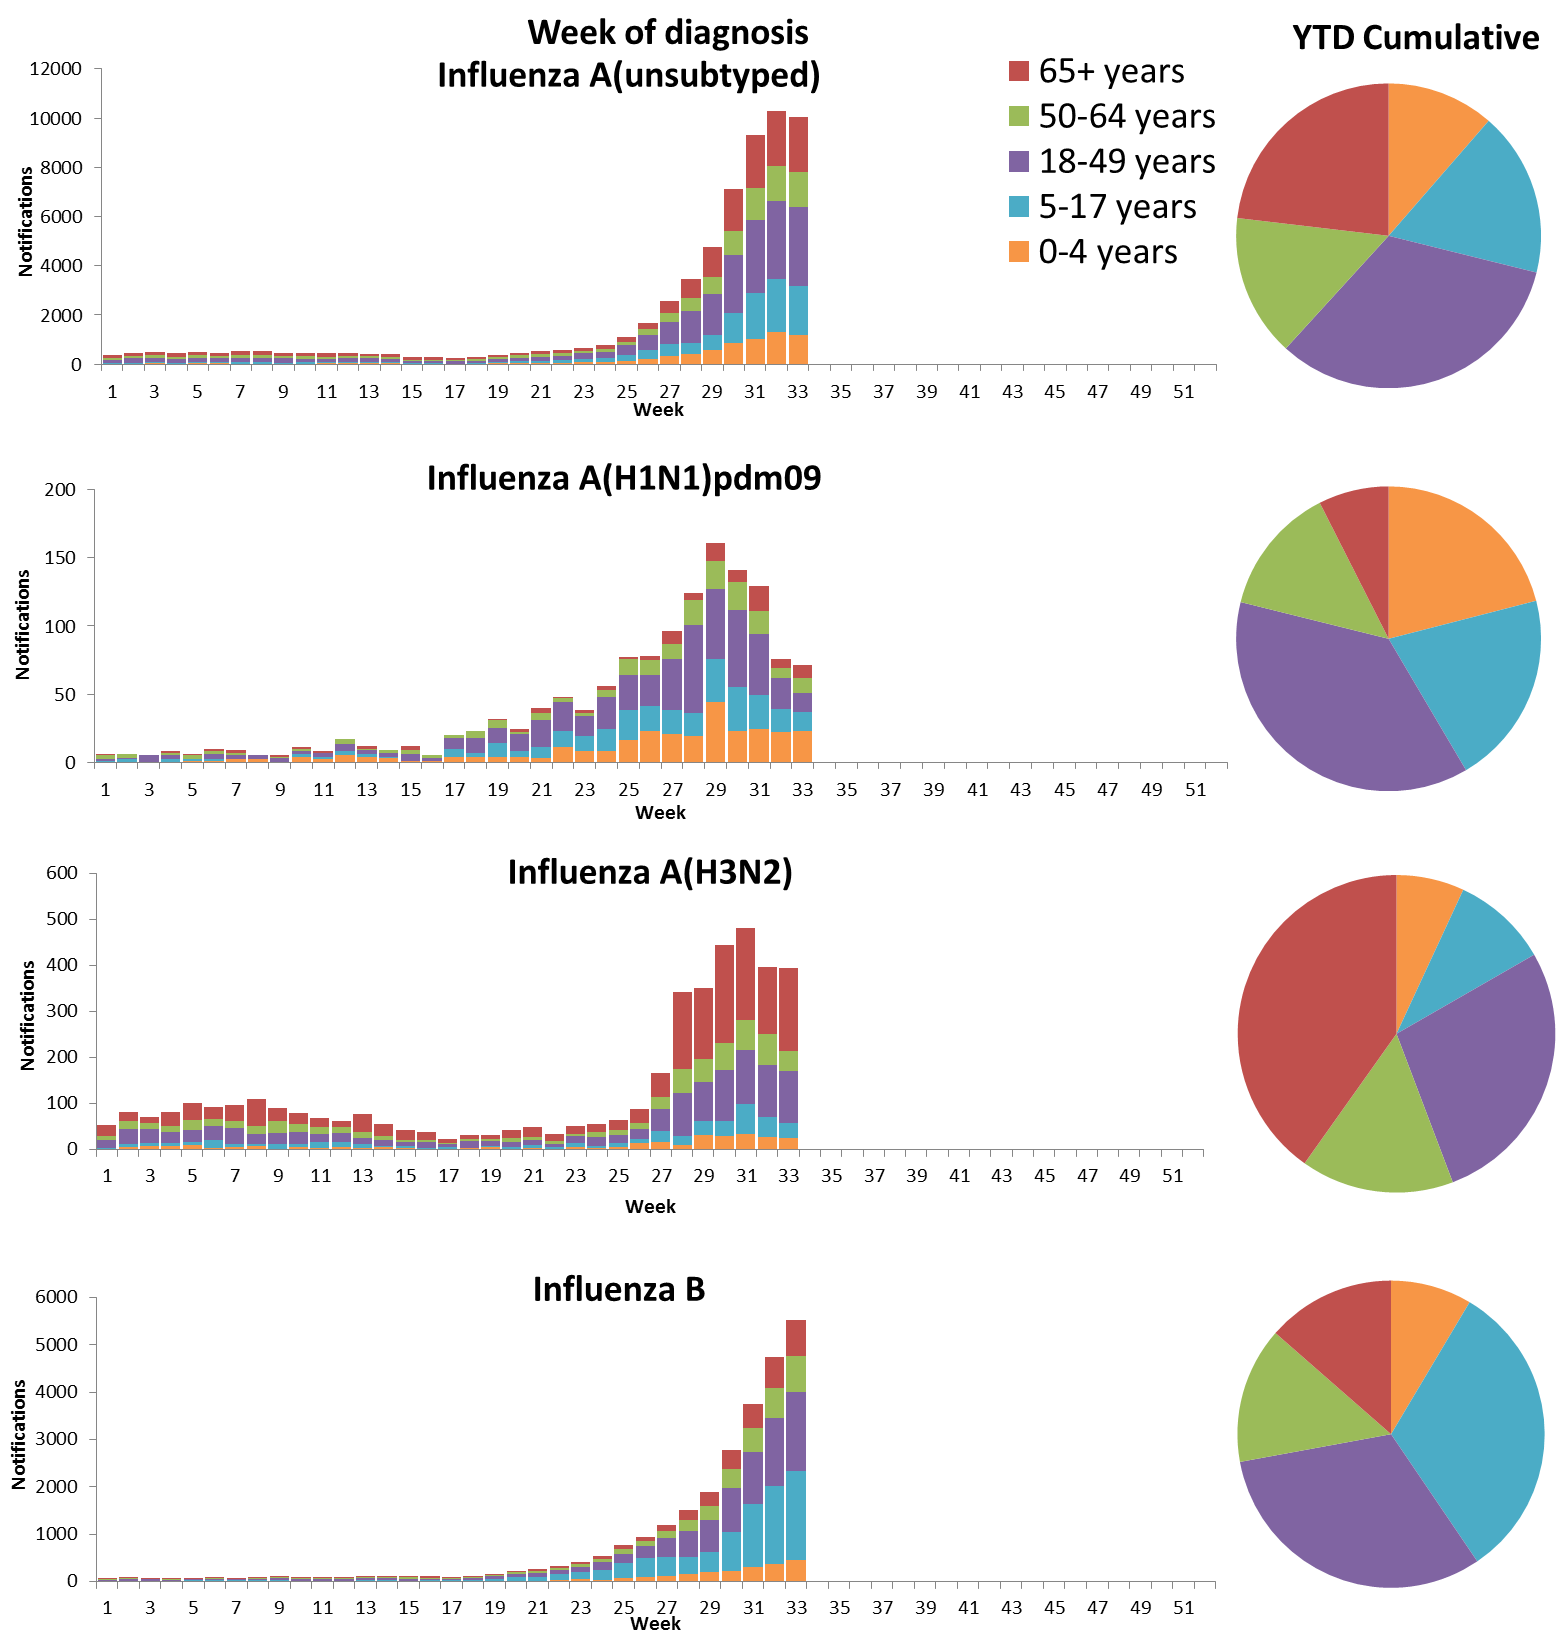 Week of diagnosis
YTD Cumulative
Influenza A(unsubtyped)
65+ years
50-64 years
18-49 years
5-17 years
0-4 years
12000
10000
8000
6000
4000
2000
0
Notifications
1 3 5 7 9 11 13 15 17 19 21 23 25 27 29 31 33 35 37 39 41 43 45 47 49 51
Week
Influenza A(H1N1)pdm09
200
150
100
50
0
Notifications
1 3 5 7 9 11 13 15 17 19 21 23 25 27 29 31 33 35 37 39 41 43 45 47 49 51
Week
Influenza A(H3N2)
600
500
400
300
200
100
0
Notifications
1 3 5 7 9 11 13 15 17 19 21 23 25 27 29 31 33 35 37 39 41 43 45 47 49 51
Week
Influenza B
6000
5000
4000
3000
2000
1000
0
Notifications
1 3 5 7 9 11 13 15 17 19 21 23 25 27 29 31 33 35 37 39 41 43 45 47 49 51
Week